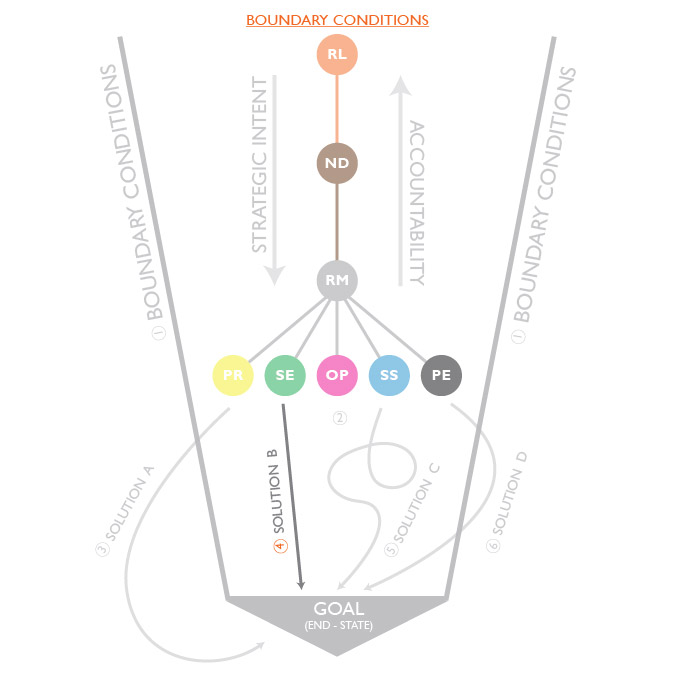 BOUNDARY CONDITIONS
RL
STRATEGIC INTENT
ACCOUNTABILITY
① BOUNDARY CONDITIONS
① BOUNDARY CONDITIONS
ND
RM
PR
SE
OP
SS
PE
②
③ SOLUTION A
④ SOLUTION B
⑤ SOLUTION C
⑥ SOLUTION D
GOAL
(END - STATE)